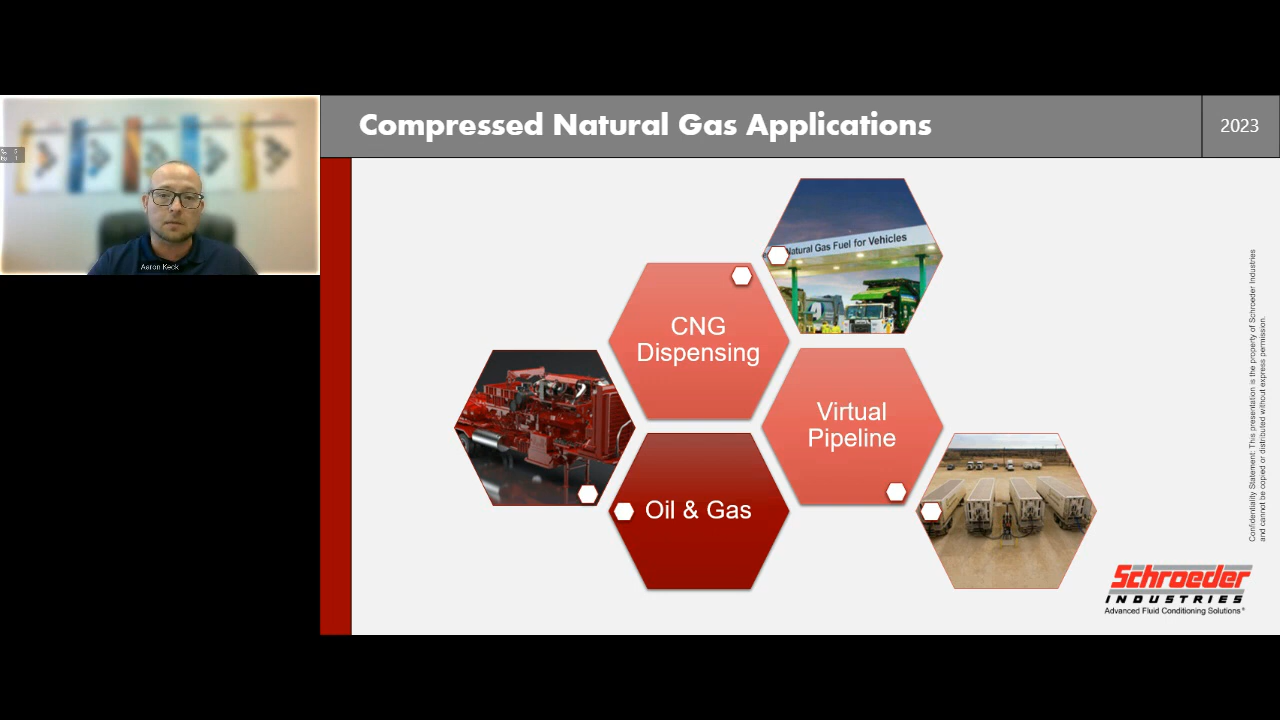 Compressed Natural Gas Applications
2023
Aaron Keck
Natural Gas Fuel for Vehicles
CNG
Dispensing
Virtual
Pipeline
Oil & Gas
Confidentiality Statement: This presentation is the property of Schroeder Industries
and cannot be copied or distributed without express permission.
Schroeder
INDUSTRIES
Advanced Fluid Conditioning Solutions®